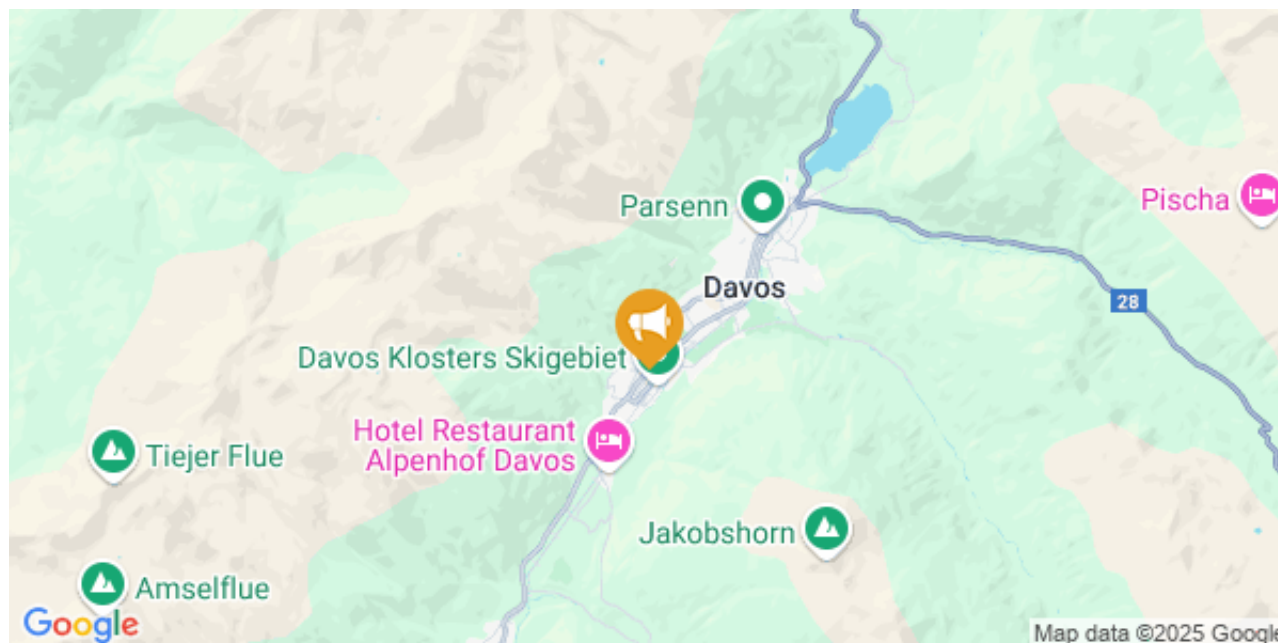 Parsenn
Pischa
Davos
28
Davos Klosters Skigebiet
Hotel Restaurant
Alpenhof Davos
Tiejer Flue
Jakobshorn
Amselflue
Google
Map data ©2025 Google